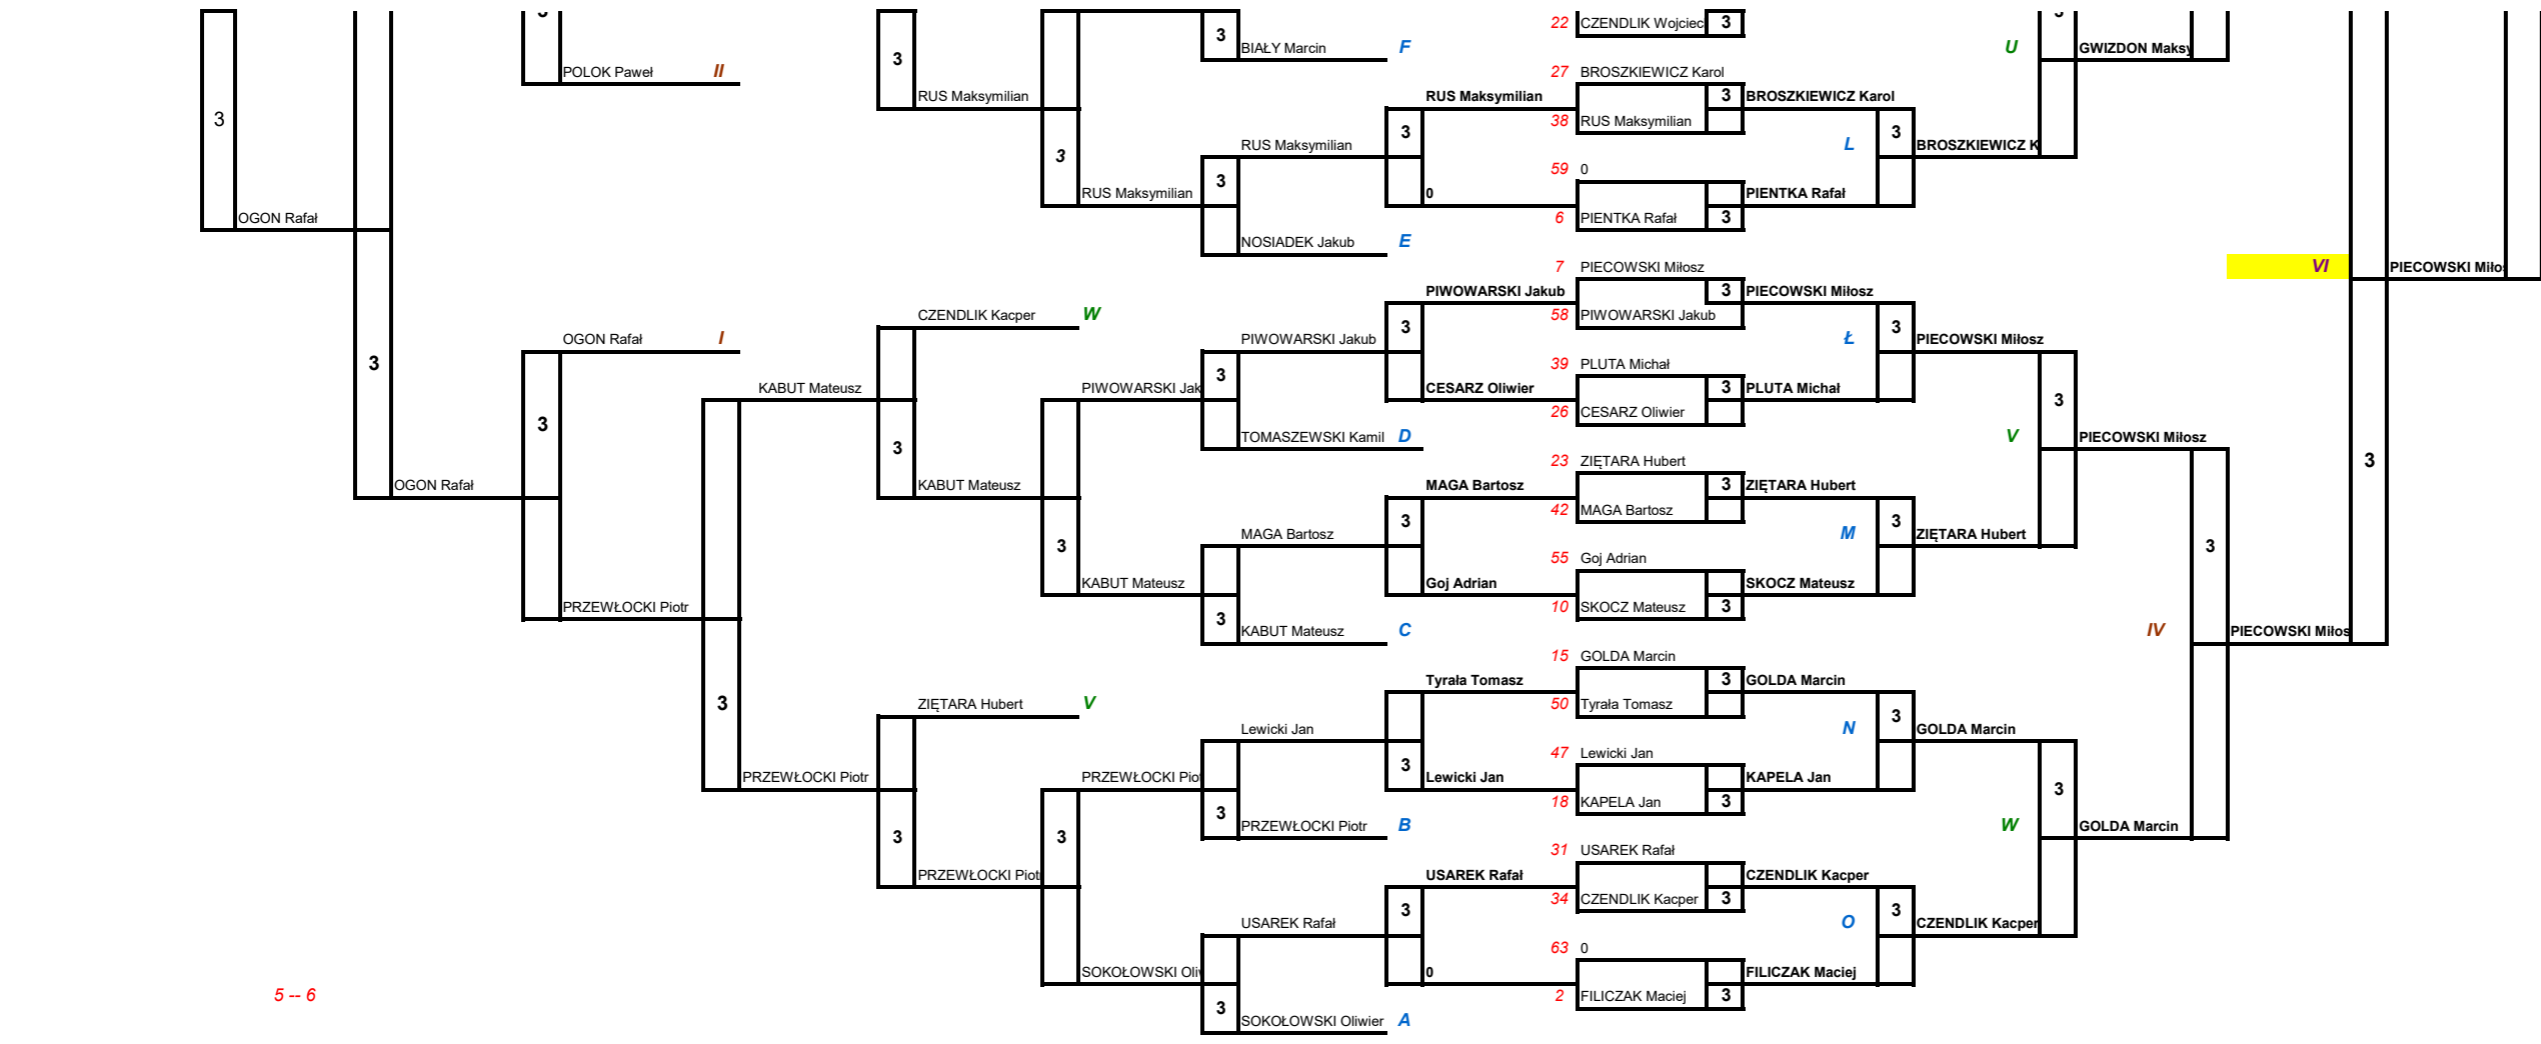 3
3
22 CZENDLIK Wojciec 3
3
3 BIAŁY Marcin F
U GWIZDON Maksy
3
POLOK Paweł II
27 BROSZKIEWICZ Karol
RUS Maksymilian
RUS Maksymilian
3 BROSZKIEWICZ Karol
3
38 RUS Maksymilian
3
3
RUS Maksymilian
L
BROSZKIEWICZ K
3
59 0
3
RUS Maksymilian
0
PIENTKA Rafał
OGON Rafał
6 PIENTKA Rafał 3
NOSIADEK Jakub E
7 PIECOWSKI Miłosz
VI PIECOWSKI Miło
PIWOWARSKI Jakub
3 PIECOWSKI Miłosz
CZENDLIK Kacper W
58 PIWOWARSKI Jakub
3
3
OGON Rafał I
PIWOWARSKI Jakub
Ł PIECOWSKI Miłosz
3
39 PLUTA Michał
3
KABUT Mateusz
PIWOWARSKI Jak
CESARZ Oliwier
3 PLUTA Michał
3
26 CESARZ Oliwier
3
TOMASZEWSKI Kamil D
V PIECOWSKI Miłosz
3
23 ZIĘTARA Hubert
3
OGON Rafał
KABUT Mateusz
MAGA Bartosz
3 ZIĘTARA Hubert
42 MAGA Bartosz
3
3
MAGA Bartosz
M ZIĘTARA Hubert
3
3
55 Goj Adrian
KABUT Mateusz
Goj Adrian
SKOCZ Mateusz
PRZEWŁOCKI Piotr
10 SKOCZ Mateusz 3
3
KABUT Mateusz C
IV PIECOWSKI Miłos
15 GOLDA Marcin
Tyrała Tomasz
3 GOLDA Marcin
3
ZIĘTARA Hubert V
50 Tyrała Tomasz
3
Lewicki Jan
N GOLDA Marcin
47 Lewicki Jan
3
PRZEWŁOCKI Piotr
PRZEWŁOCKI Pio
Lewicki Jan
KAPELA Jan
3
18 KAPELA Jan 3
3
PRZEWŁOCKI Piotr B
W GOLDA Marcin
3
3
31 USAREK Rafał
PRZEWŁOCKI Piot
USAREK Rafał
CZENDLIK Kacper
34 CZENDLIK Kacper 3
3
3
USAREK Rafał
O CZENDLIK Kacper
63 0
SOKOŁOWSKI Oli
0
FILICZAK Maciej
5 -- 6
2 FILICZAK Maciej 3
3
SOKOŁOWSKI Oliwier A